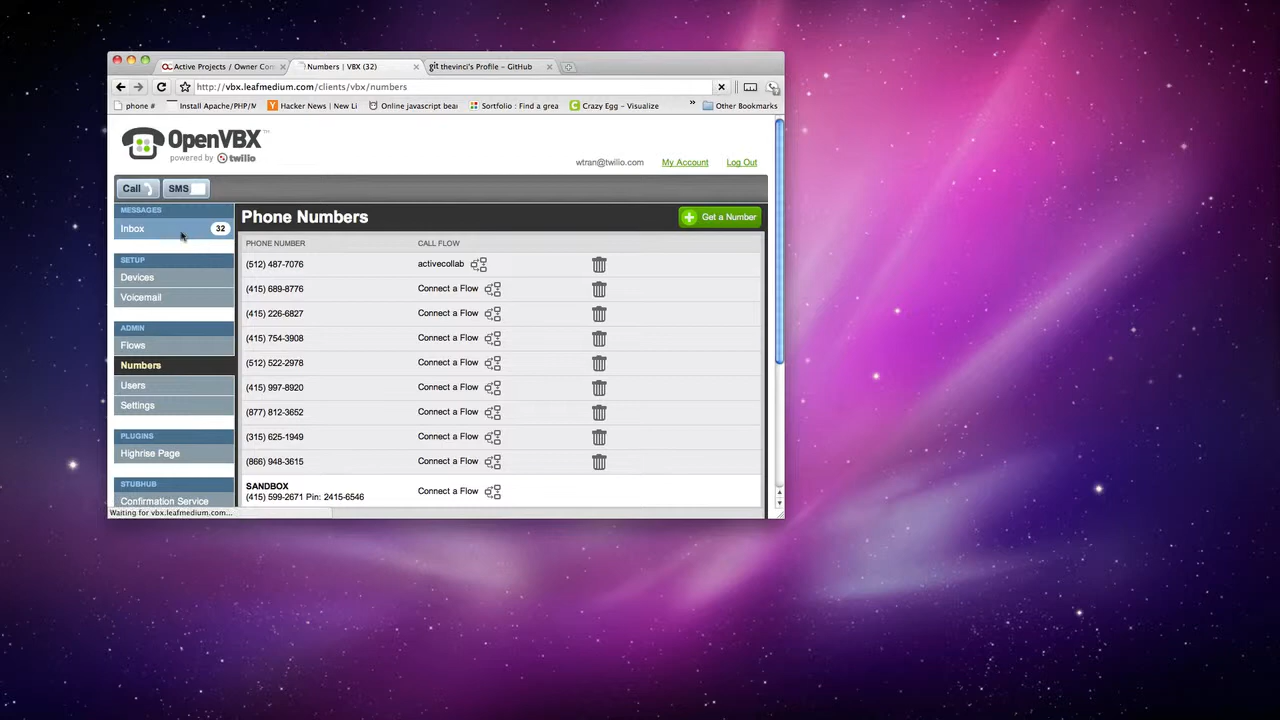 Active Projects / Owner Com
Numbers | VBX (32)
git thevinci's Profile – GitHub
http://vbx.leafmedium.com/clients/vbx/numbers
phone #
Install Apache/PHP/M
Hacker News | New Li
Online javascript bea
Sortfolio : Find a grea
Crazy Egg – Visualize
»
Other Bookmarks
OpenVBX™
powered by twilio
wtran@twilio.com
My Account
Log Out
Call
SMS
MESSAGES
Inbox 32
SETUP
Devices
Voicemail
ADMIN
Flows
Numbers
Users
Settings
PLUGINS
Highrise Page
STUBHUB
Confirmation Service
Phone Numbers
Get a Number
PHONE NUMBER CALL FLOW
(512) 487-7076 activecollab
(415) 689-8776 Connect a Flow
(415) 226-6827 Connect a Flow
(415) 754-3908 Connect a Flow
(512) 522-2978 Connect a Flow
(415) 997-8920 Connect a Flow
(877) 812-3652 Connect a Flow
(315) 625-1949 Connect a Flow
(866) 948-3615 Connect a Flow
SANDBOX
(415) 599-2671 Pin: 2415-6546 Connect a Flow
Waiting for vbx.leafmedium.com...